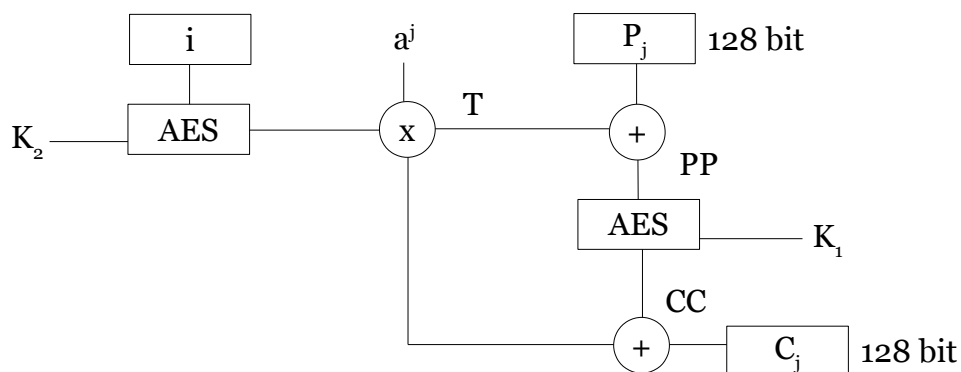 i
a^j
P_j 128 bit
K_2
AES
x
T
+
PP
AES
K_1
CC
+
C_j 128 bit